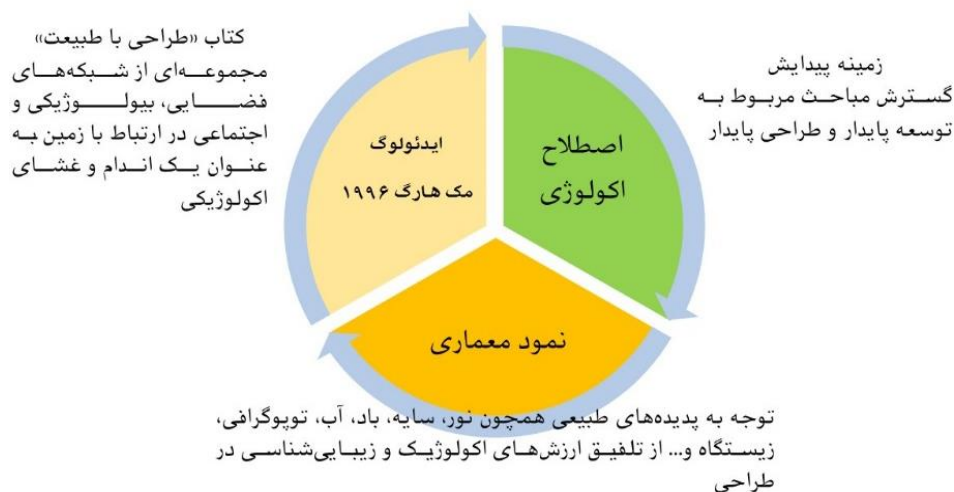 زمینه پیدایش
گسترش مباحث مربوط به
توسعه پایدار و طراحی پایدار
اصطلاح
اکولوژی
کتاب «طراحی با طبیعت»
مجموعه‌ای از شبکه‌های
فضایی، بیولوژیکی و
اجتماعی در ارتباط با زمین به
عنوان یک اندام و غشای
اکولوژیکی
ایدئولوگ
مک هارگ ۱۹۹۶
نمود معماری
توجه به پدیده‌های طبیعی همچون نور، سایه، باد، آب، توپوگرافی،
زیستگاه و... از تلفیق ارزش‌های اکولوژیک و زیبایی‌شناسی در
طراحی